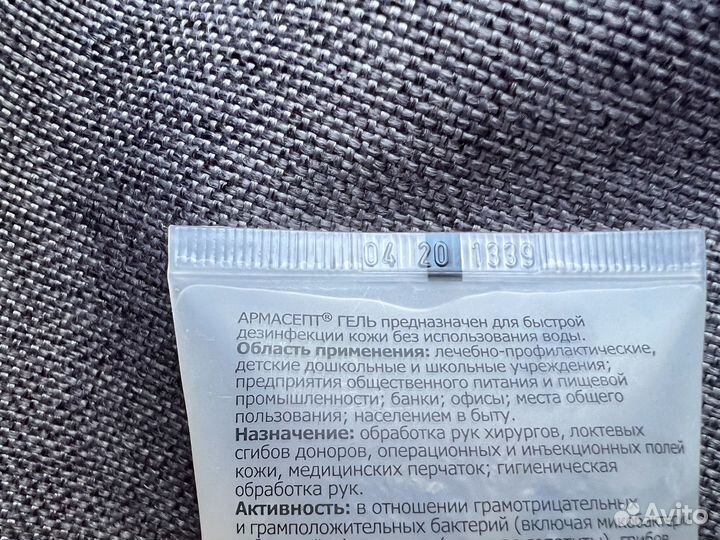 04 20 1339
АРМАСЕПТ® ГЕЛЬ предназначен для быстрой
дезинфекции кожи без использования воды.
Область применения: лечебно-профилактические,
детские дошкольные и школьные учреждения;
предприятия общественного питания и пищевой
промышленности; банки; офисы; места общего
пользования; населением в быту.
Назначение: обработка рук хирургов, локтевых
сгибов доноров, операционных и инъекционных полей
кожи, медицинских перчаток; гигиеническая
обработка рук.
Активность: в отношении грамотрицательных
и грамположительных бактерий (включая микобактерии
Avito